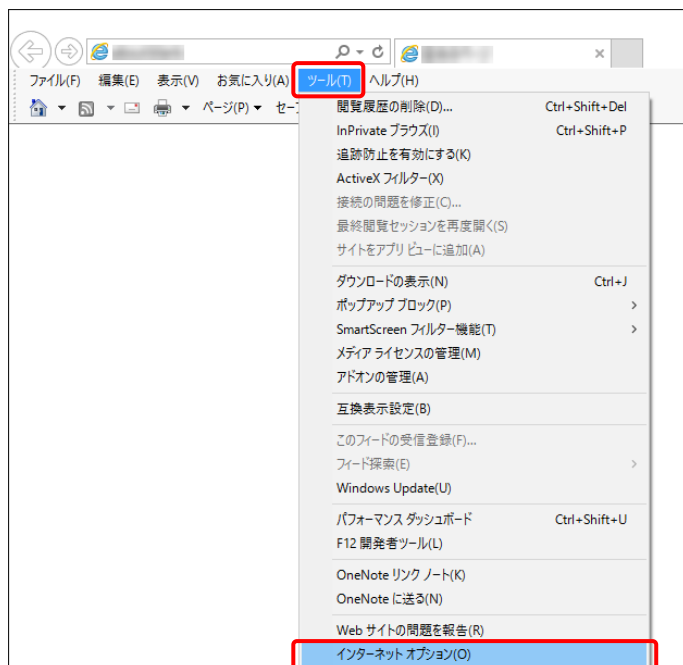 ファイル(F) 編集(E) 表示(V) お気に入り(A) ツール(T) ヘルプ(H)
ページ(P) セー
閲覧履歴の削除(D)... Ctrl+Shift+Del
InPrivate ブラウズ(I) Ctrl+Shift+P
追跡防止を有効にする(K)
ActiveX フィルター(X)
接続の問題を修正(C)...
最終閲覧セッションを再度開く(S)
サイトをアプリ ビューに追加(A)
ダウンロードの表示(N) Ctrl+J
ポップアップ ブロック(P)
SmartScreen フィルター機能(T)
メディア ライセンスの管理(M)
アドオンの管理(A)
互換表示設定(B)
このフィードの受信登録(F)...
フィード探索(E)
Windows Update(U)
パフォーマンス ダッシュボード Ctrl+Shift+U
F12 開発者ツール(L)
OneNote リンク ノート(K)
OneNote に送る(N)
Web サイトの問題を報告(R)
インターネット オプション(O)